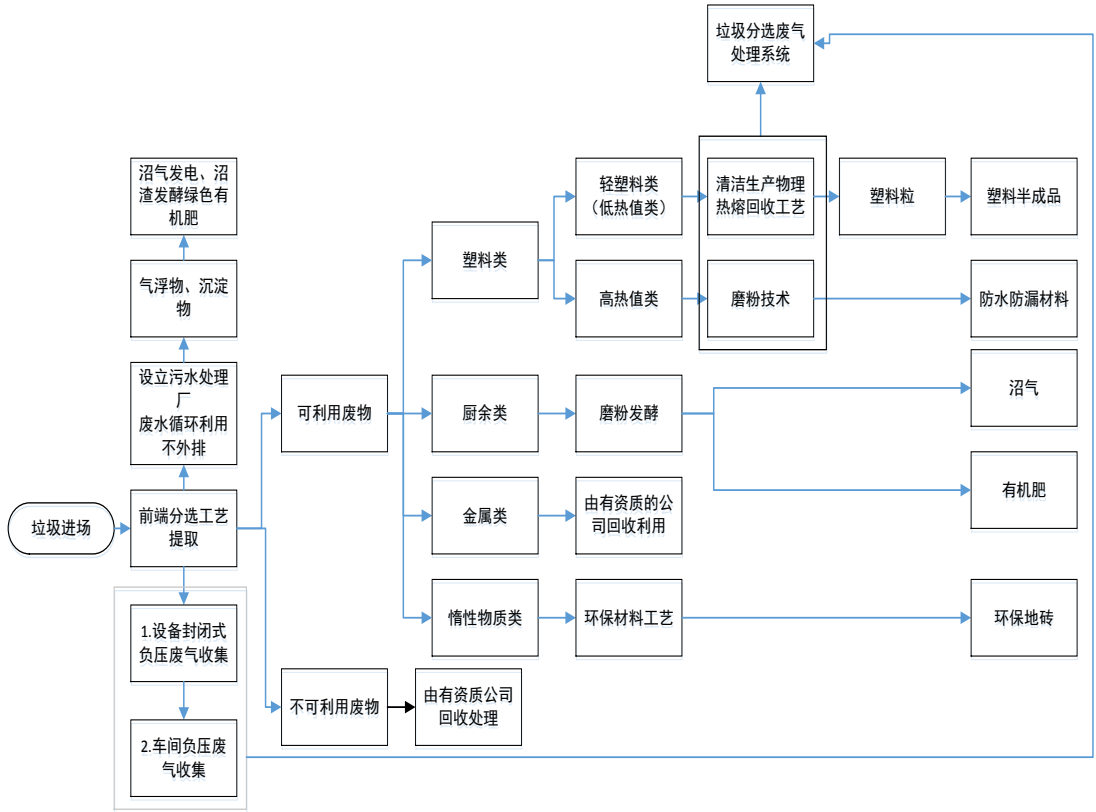 垃圾分选废气
处理系统
沼气发电、沼
渣发酵绿色有
机肥
轻塑料类
（低热值类）
清洁生产物理
热熔回收工艺
塑料粒
塑料半成品
塑料类
气浮物、沉淀
物
高热值类
磨粉技术
防水防漏材料
设立污水处理
厂
废水循环利用
不外排
可利用废物
厨余类
磨粉发酵
沼气
有机肥
垃圾进场
前端分选工艺
提取
金属类
由有资质的公
司回收利用
1.设备封闭式
负压废气收集
惰性物质类
环保材料工艺
环保地砖
不可利用废物
由有资质公司
回收处理
2.车间负压废
气收集